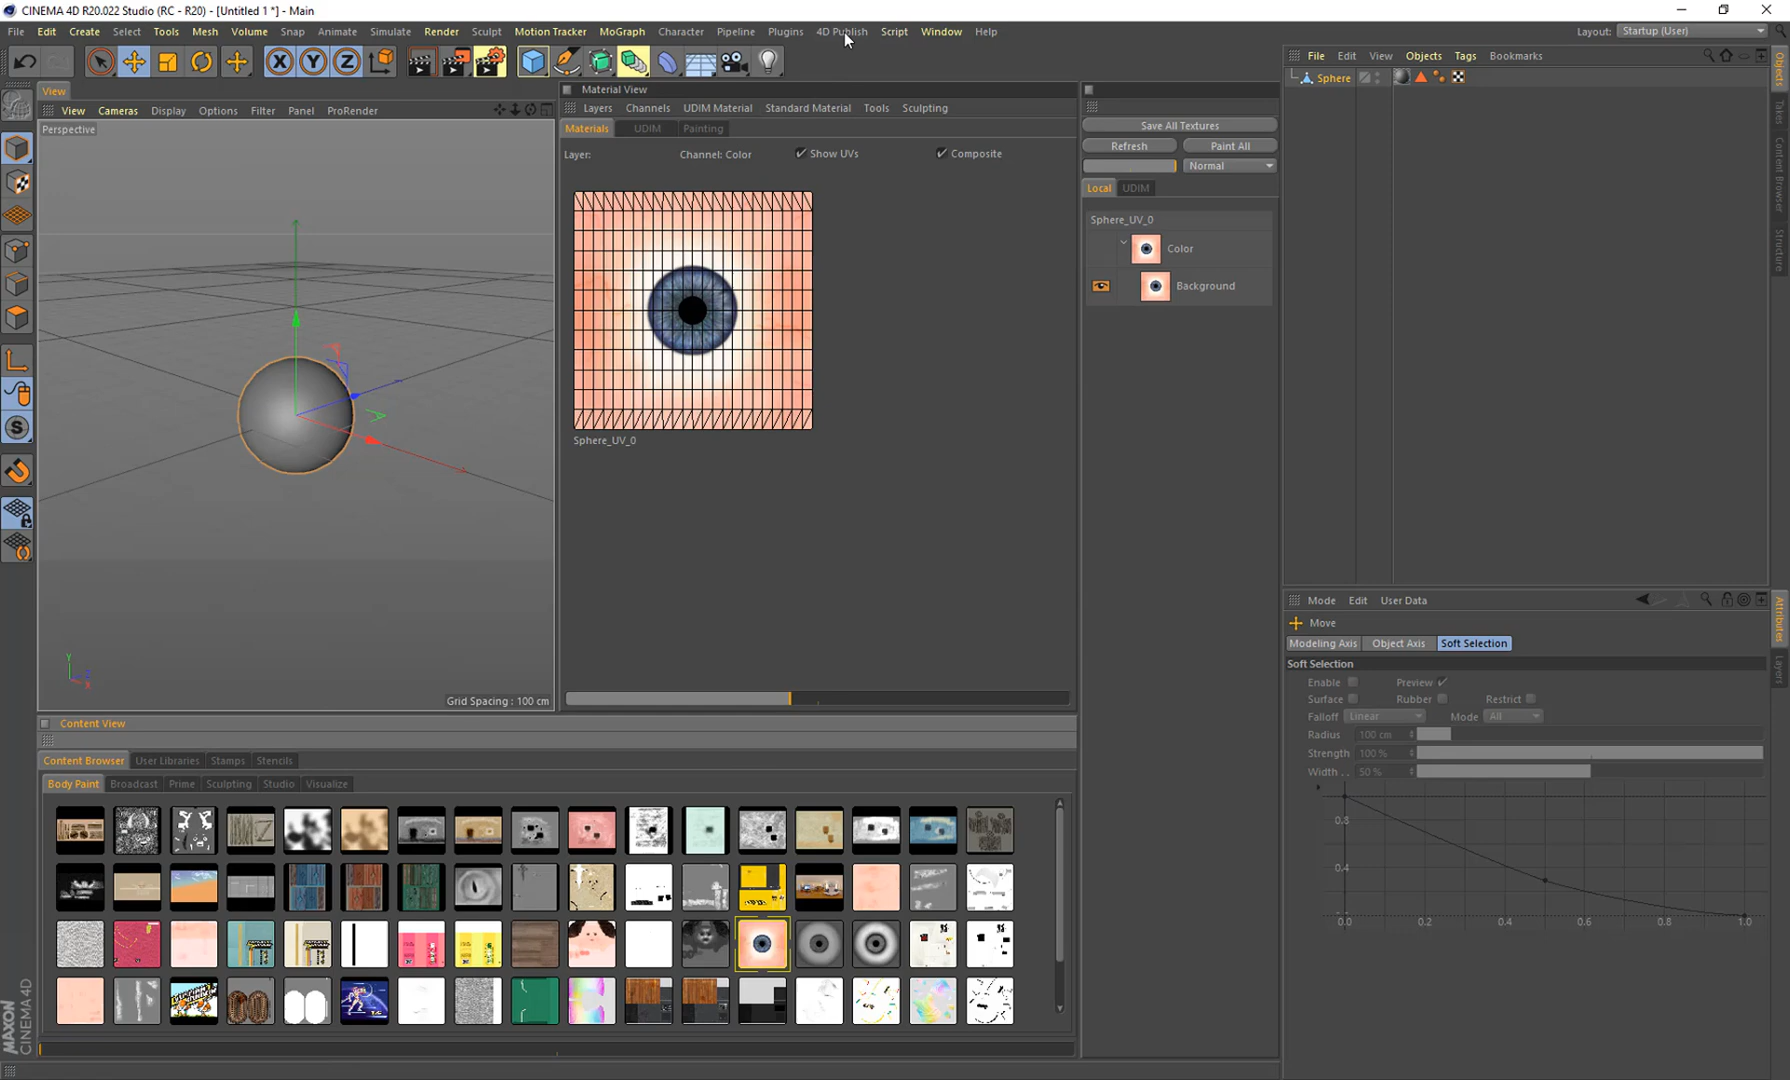 CINEMA 4D R20.022 Studio (RC - R20) - [Untitled 1 *] - Main
File Edit Create Select Tools Mesh Volume Snap Animate Simulate Render Sculpt Motion Tracker MoGraph Character Pipeline Plugins 4D Publish Script Window Help Layout: Startup (User)
View Material View File Edit View Objects Tags Bookmarks
View Cameras Display Options Filter Panel ProRender Layers Channels UDIM Material Standard Material Tools Sculpting
Perspective Materials UDIM Painting Save All Textures Sphere
Layer: Channel: Color Show UVs Composite Refresh Paint All
Normal
Local UDIM
Sphere_UV_0
Color
Background
Sphere_UV_0
Objects
Takes
Content Browser
Structure
Y
Z
X
Grid Spacing : 100 cm
Mode Edit User Data
Move
Modeling Axis Object Axis Soft Selection
Soft Selection
Enable Preview
Surface Rubber Restrict
Falloff Linear Mode All
Radius 100 cm
Strength 100 %
Width . . 50 %
0.8
0.4
0.2 0.4 0.6 0.8 1.0
Attributes
Layers
Content View
Content Browser User Libraries Stamps Stencils
Body Paint Broadcast Prime Sculpting Studio Visualize
MAXON
CINEMA 4D